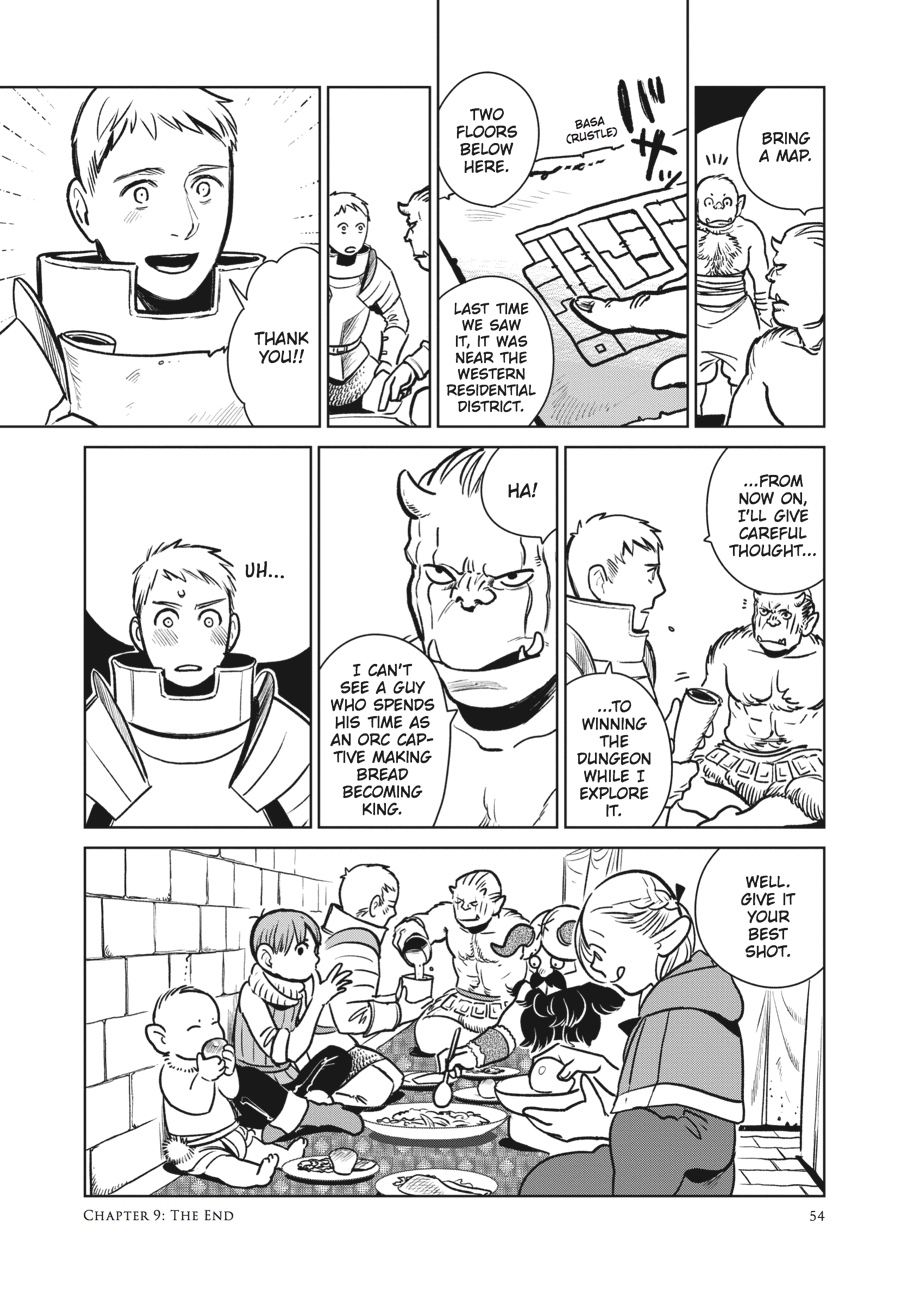 BRING
A MAP.
バサ
BASA
(RUSTLE)
TWO
FLOORS
BELOW
HERE.
LAST TIME
WE SAW
IT, IT WAS
NEAR THE
WESTERN
RESIDENTIAL
DISTRICT.
THANK
YOU!!
...FROM
NOW ON,
I'LL GIVE
CAREFUL
THOUGHT...
...TO
WINNING
THE
DUNGEON
WHILE I
EXPLORE
IT.
HA!
I CAN'T
SEE A GUY
WHO SPENDS
HIS TIME AS
AN ORC CAP-
TIVE MAKING
BREAD
BECOMING
KING.
UH...
WELL.
GIVE IT
YOUR
BEST
SHOT.
CHAPTER 9: THE END
54